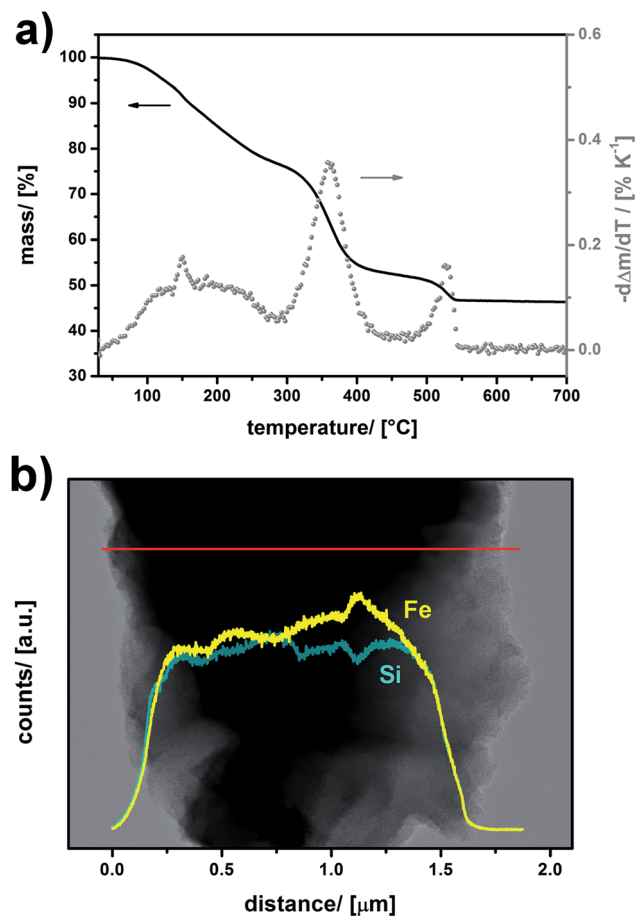 a)
mass/ [%]
100
90
80
70
60
50
40
30
0.6
0.4
0.2
0.0
-dΔm/dT / [% K⁻¹]
100 200 300 400 500 600 700
temperature/ [°C]
b)
counts/ [a.u.]
Fe
Si
0.0 0.5 1.0 1.5 2.0
distance/ [μm]